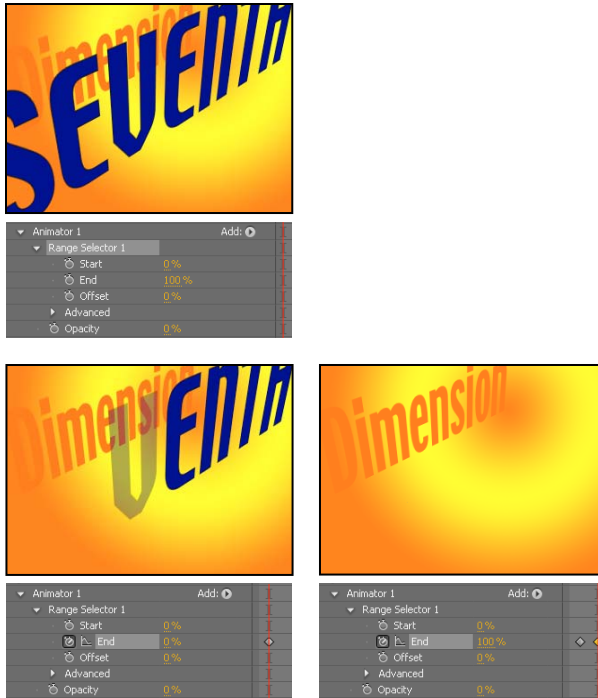 Dimension
SEVENTH
Animator 1 Add:
Range Selector 1
Start 0%
End 100%
Offset 0%
Advanced
Opacity 0%
Dimension
VENTH
Animator 1 Add:
Range Selector 1
Start 0%
End 0%
Offset 0%
Advanced
Opacity 0%
Dimension
Animator 1 Add:
Range Selector 1
Start 0%
End 100%
Offset 0%
Advanced
Opacity 0%